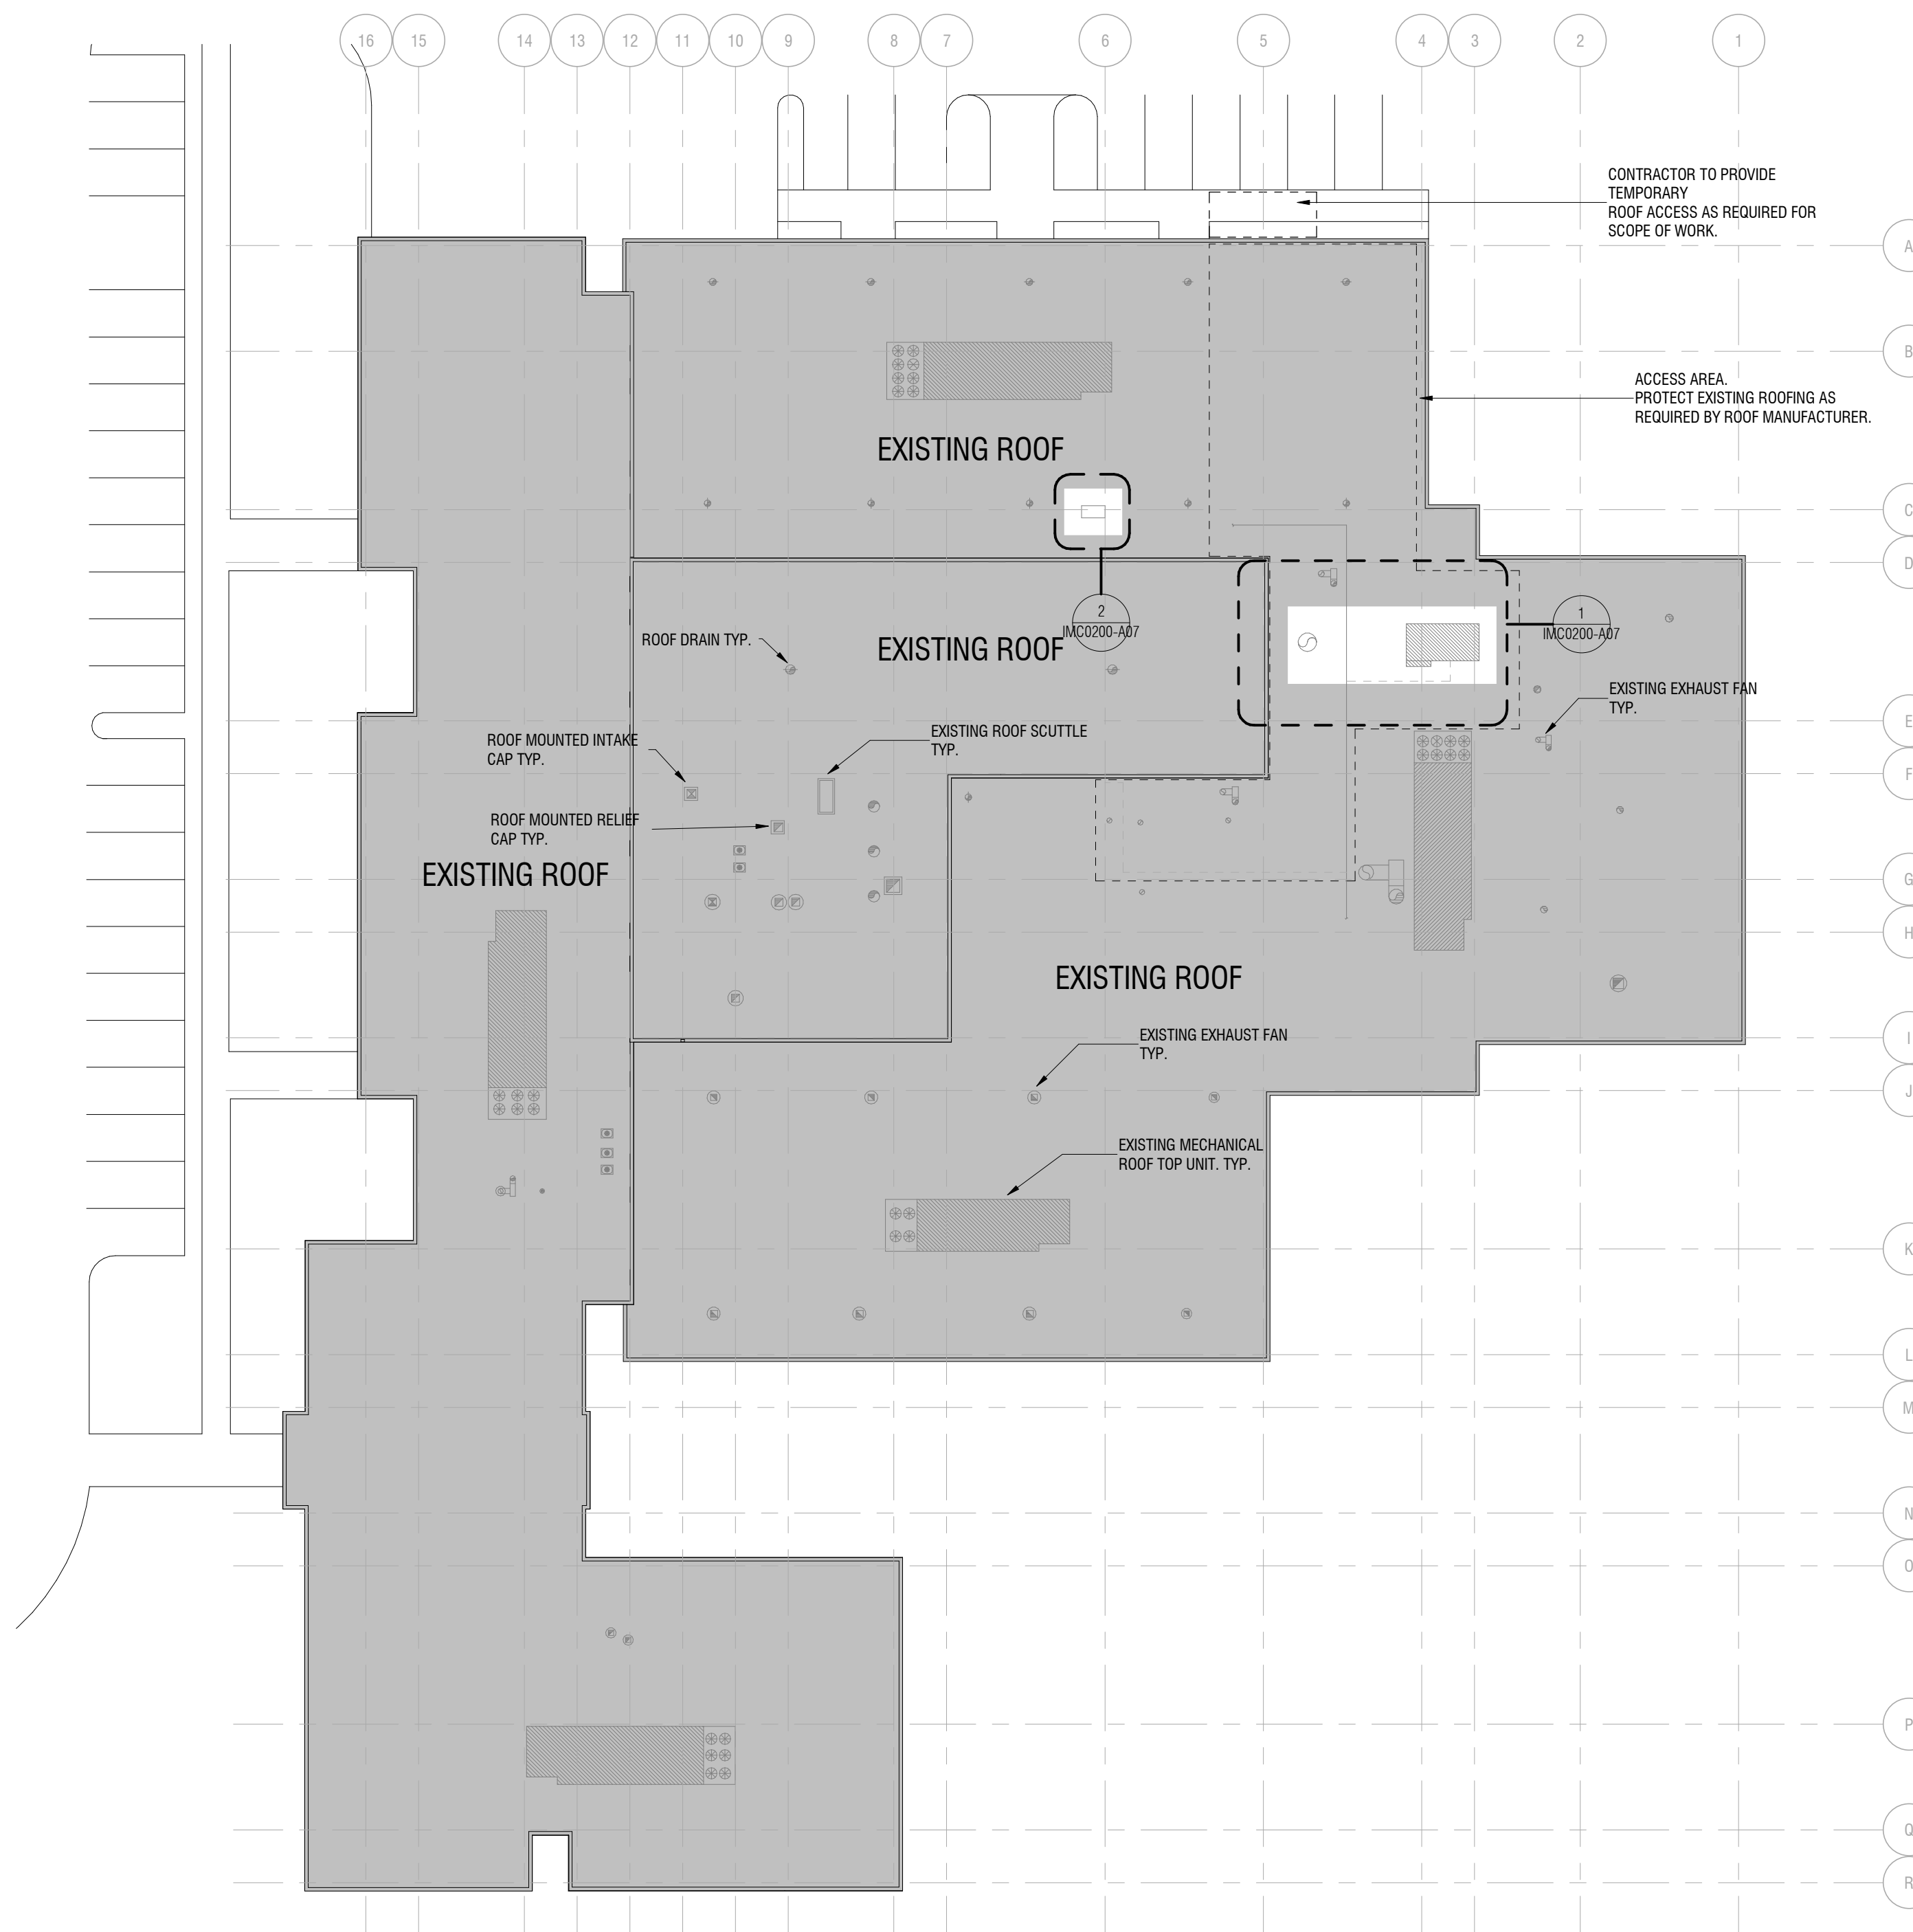 16 15 14 13 12 11 10 9 8 7 6 5 4 3 2 1
CONTRACTOR TO PROVIDE
TEMPORARY
ROOF ACCESS AS REQUIRED FOR
SCOPE OF WORK.
A
B
ACCESS AREA.
PROTECT EXISTING ROOFING AS
REQUIRED BY ROOF MANUFACTURER.
EXISTING ROOF
C
D
2
IMC0200-A07
1
IMC0200-A07
ROOF DRAIN TYP.
EXISTING ROOF
EXISTING EXHAUST FAN
TYP.
E
EXISTING ROOF SCUTTLE
TYP.
ROOF MOUNTED INTAKE
CAP TYP.
F
ROOF MOUNTED RELIEF
CAP TYP.
EXISTING ROOF
G
H
EXISTING ROOF
I
EXISTING EXHAUST FAN
TYP.
J
EXISTING MECHANICAL
ROOF TOP UNIT. TYP.
K
L
M
N
O
P
Q
R